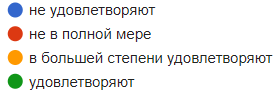 не удовлетворяют
не в полной мере
в большей степени удовлетворяют
удовлетворяют